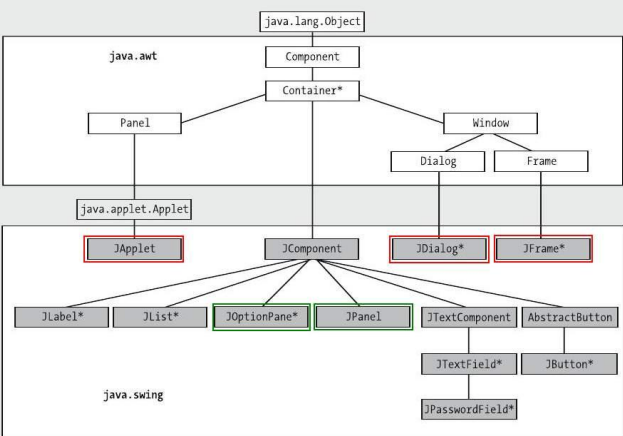 java.lang.Object
java.awt
Component
Container*
Panel
Window
Dialog
Frame
java.applet.Applet
JApplet
JComponent
JDialog*
JFrame*
JLabel*
JList*
JOptionPane*
JPanel
JTextComponent
AbstractButton
JTextField*
JButton*
java.swing
JPasswordField*